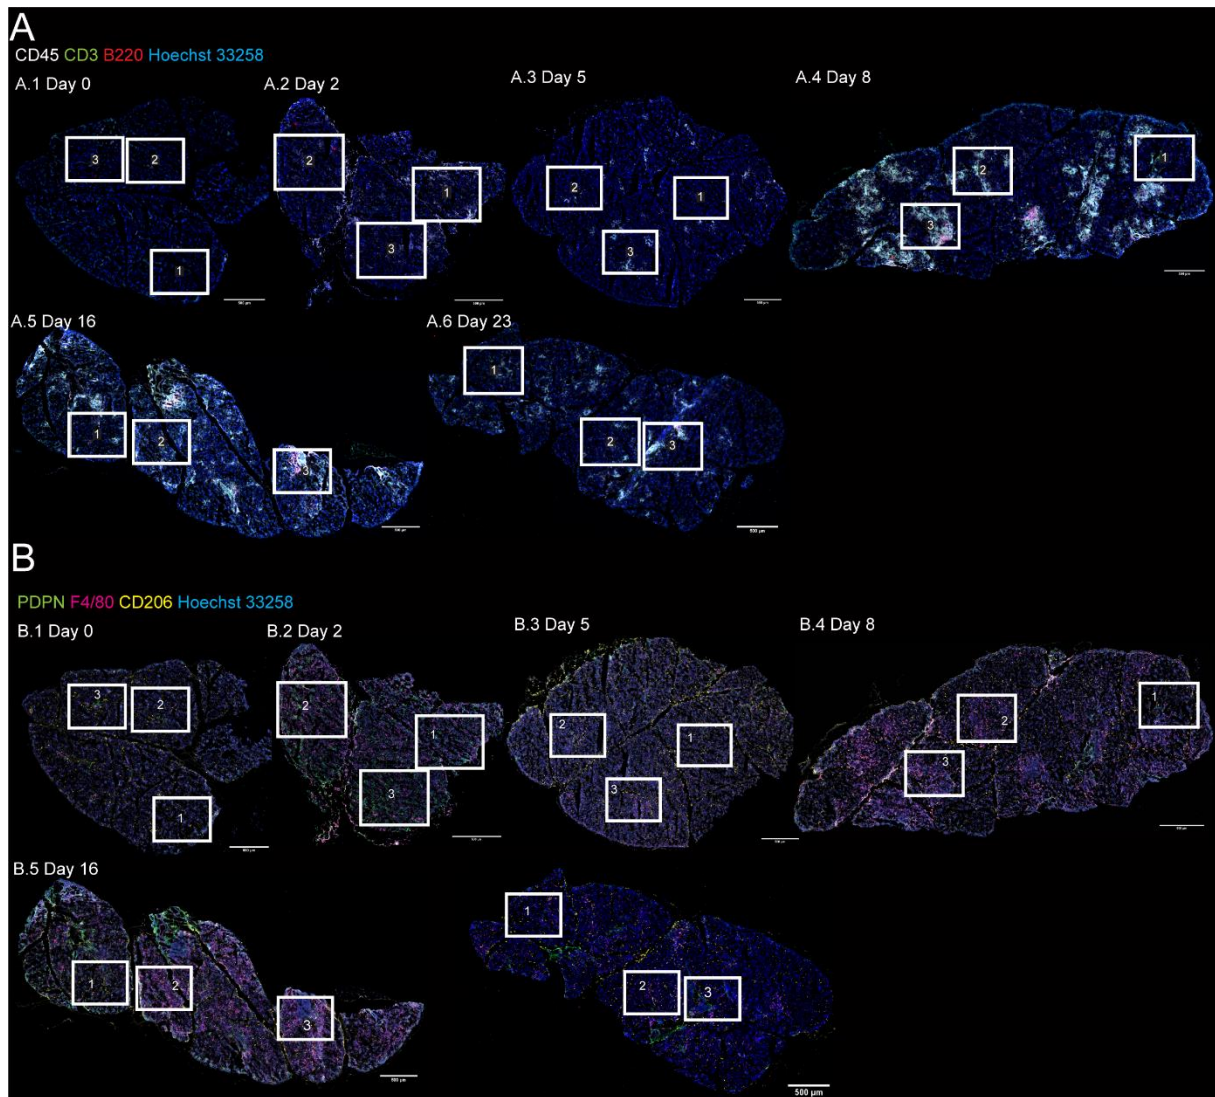 A
CD45 CD3 B220 Hoechst 33258
A.1 Day 0
A.2 Day 2
A.3 Day 5
A.4 Day 8
3
2
1
2
1
3
2
1
3
1
2
3
A.5 Day 16
A.6 Day 23
1
2
3
1
2
3
500 µm
B
PDPN F4/80 CD206 Hoechst 33258
B.1 Day 0
B.2 Day 2
B.3 Day 5
B.4 Day 8
3
2
1
2
1
3
2
1
3
1
2
3
B.5 Day 16
1
2
3
1
2
3
500 µm